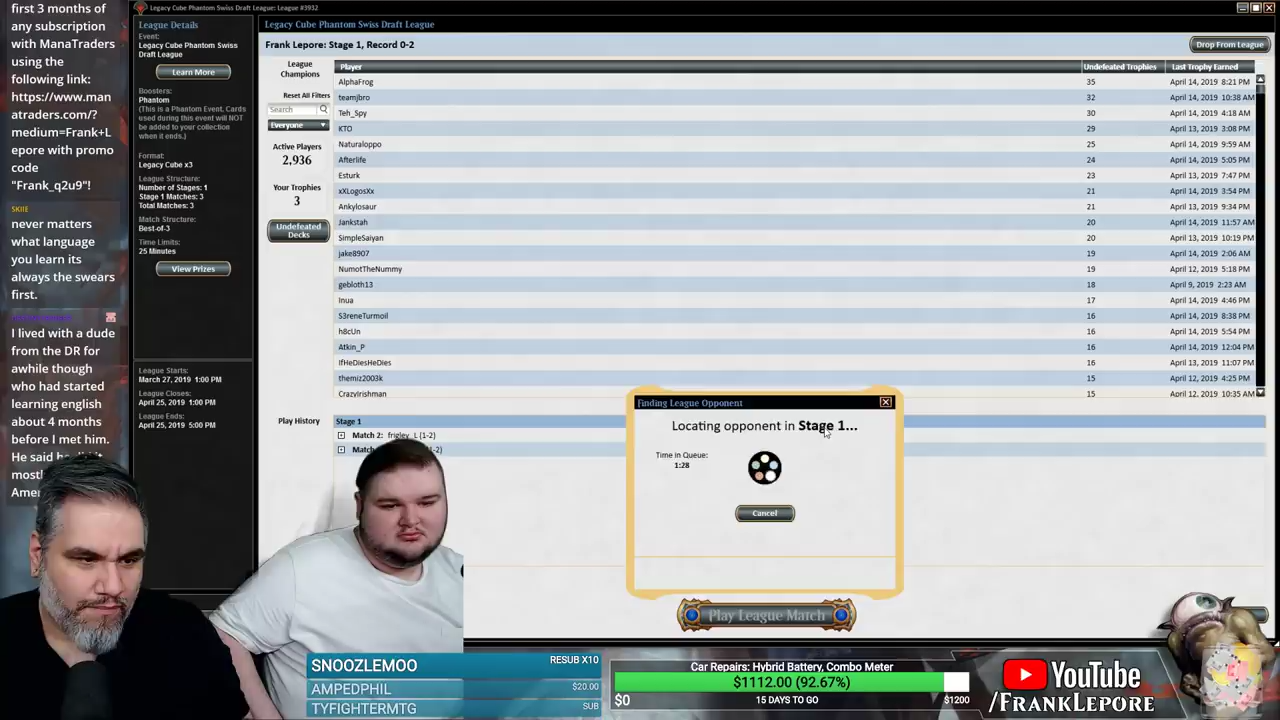 first 3 months of
any subscription
with ManaTraders
using the
following link:
https://www.man
atraders.com/?
medium=Frank+L
epore with promo
code
"Frank_q2u9"!
SKIIE
never matters
what language
you learn its
always the swears
first.
I lived with a dude
from the DR for
awhile though
who had started
learning english
about 4 months
before I met him.
He said he
mostl
Amer
Legacy Cube Phantom Swiss Draft League: League #3932
League Details
Event:
Legacy Cube Phantom Swiss
Draft League
Learn More
Boosters:
Phantom
(This is a Phantom Event. Cards
used during this event will NOT
be added to your collection
when it ends.)
Format:
Legacy Cube x3
League Structure:
Number of Stages: 1
Stage 1 Matches: 3
Total Matches: 3
Match Structure:
Best-of-3
Time Limits:
25 Minutes
View Prizes
League Starts:
March 27, 2019 1:00 PM
League Closes:
April 25, 2019 1:00 PM
League Ends:
April 25, 2019 5:00 PM
Legacy Cube Phantom Swiss Draft League
Frank Lepore: Stage 1, Record 0-2
Drop From League
League
Champions
Reset All Filters
Search
Everyone
Active Players
2,936
Your Trophies
3
Undefeated
Decks
Player Undefeated Trophies Last Trophy Earned
AlphaFrog 35 April 14, 2019 8:21 PM
teamjbro 32 April 14, 2019 10:38 AM
Teh_Spy 30 April 14, 2019 4:18 AM
KTO 29 April 13, 2019 3:08 PM
Naturaloppo 25 April 14, 2019 9:59 AM
Afterlife 24 April 14, 2019 5:05 PM
Esturk 23 April 13, 2019 7:47 PM
xXLogosXx 21 April 14, 2019 3:54 PM
Ankylosaur 21 April 13, 2019 9:34 PM
Jankstah 20 April 14, 2019 11:57 AM
SimpleSaiyan 20 April 13, 2019 10:19 PM
jake8907 19 April 14, 2019 2:06 AM
NumotTheNummy 19 April 12, 2019 5:18 PM
gebloth13 18 April 9, 2019 2:23 AM
Inua 17 April 14, 2019 4:46 PM
S3reneTurmoil 16 April 14, 2019 8:38 PM
h8cUn 16 April 14, 2019 5:54 PM
Atkin_P 16 April 14, 2019 12:04 PM
IfHeDiesHeDies 16 April 13, 2019 11:07 PM
themiz2003k 15 April 12, 2019 4:25 PM
CrazyIrishman 15 April 12, 2019 10:35 AM
Play History
Stage 1
Match 2: frigley_L (1-2)
Match (1-2)
Finding League Opponent
Locating opponent in Stage 1...
Time in Queue:
1:28
Cancel
Play League Match
SNOOZLEMOO RESUB X10
AMPEDPHIL $20.00
TYFIGHTERMTG SUB
Car Repairs: Hybrid Battery, Combo Meter
$1112.00 (92.67%)
$0 15 DAYS TO GO $1200
YouTube
/FRANKLEPORE